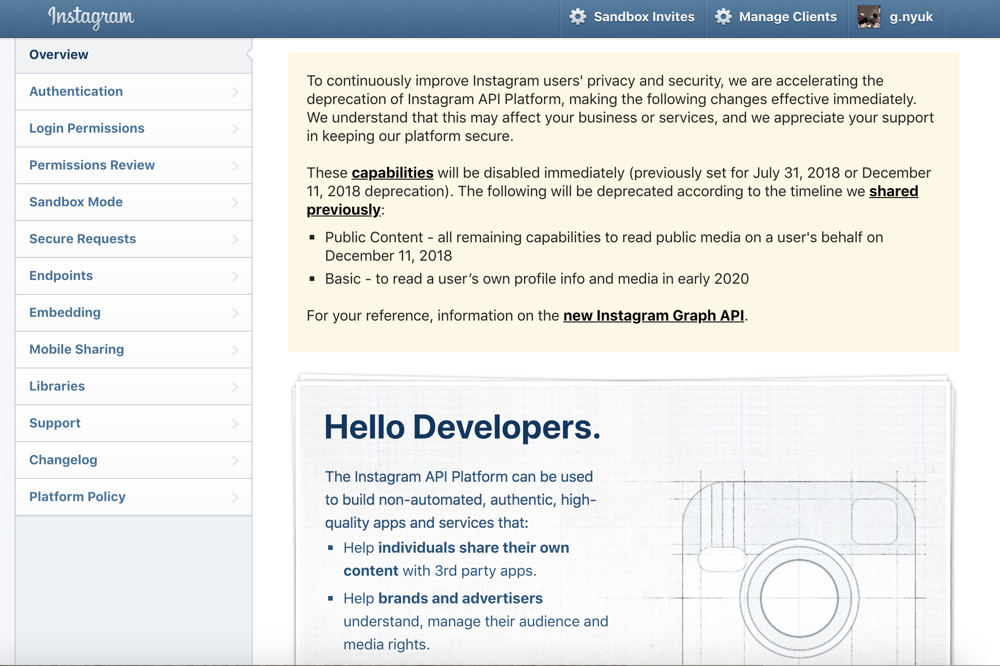 Instagram
Sandbox Invites
Manage Clients
g.nyuk
Overview
Authentication
Login Permissions
Permissions Review
Sandbox Mode
Secure Requests
Endpoints
Embedding
Mobile Sharing
Libraries
Support
Changelog
Platform Policy
To continuously improve Instagram users' privacy and security, we are accelerating the
deprecation of Instagram API Platform, making the following changes effective immediately.
We understand that this may affect your business or services, and we appreciate your support
in keeping our platform secure.
These capabilities will be disabled immediately (previously set for July 31, 2018 or December
11, 2018 deprecation). The following will be deprecated according to the timeline we shared
previously:
▪ Public Content - all remaining capabilities to read public media on a user's behalf on
December 11, 2018
▪ Basic - to read a user’s own profile info and media in early 2020
For your reference, information on the new Instagram Graph API.
Hello Developers.
The Instagram API Platform can be used
to build non-automated, authentic, high-
quality apps and services that:
▪ Help individuals share their own
content with 3rd party apps.
▪ Help brands and advertisers
understand, manage their audience and
media rights.